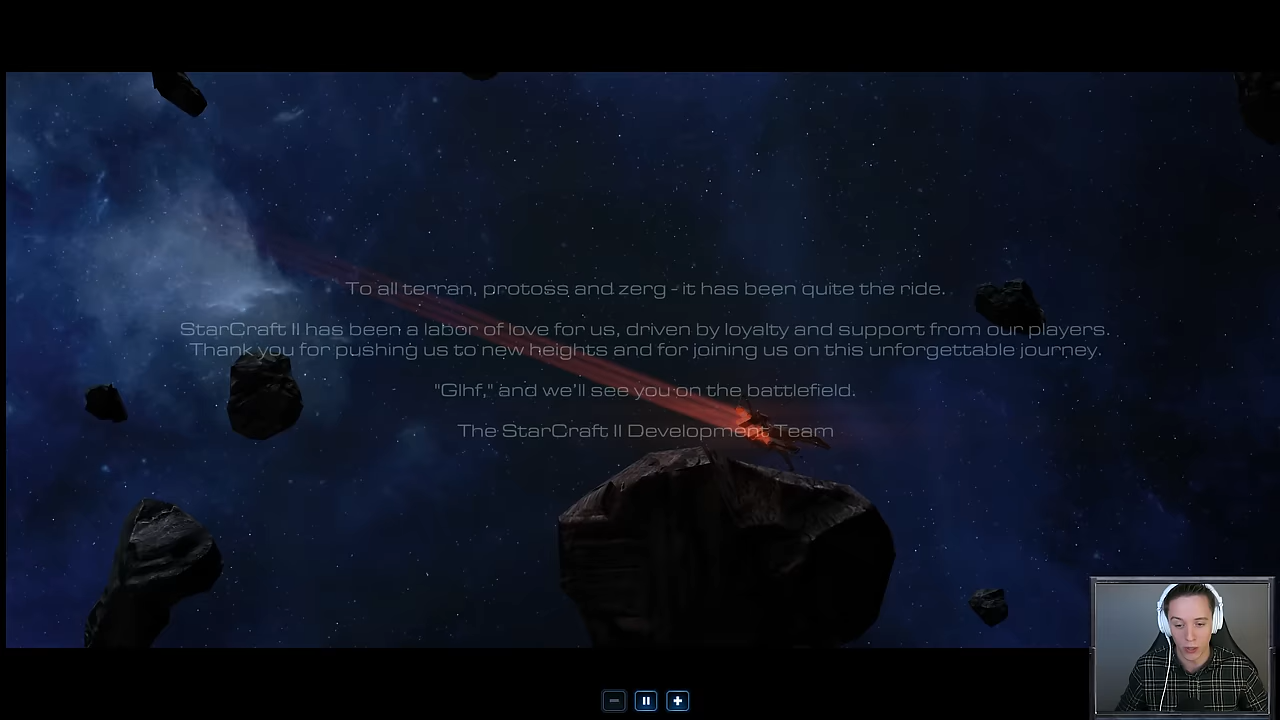 To all terran, protoss and zerg - it has been quite the ride.
StarCraft II has been a labor of love for us, driven by loyalty and support from our players.
Thank you for pushing us to new heights and for joining us on this unforgettable journey.
"Glhf," and we'll see you on the battlefield.
The StarCraft II Development Team